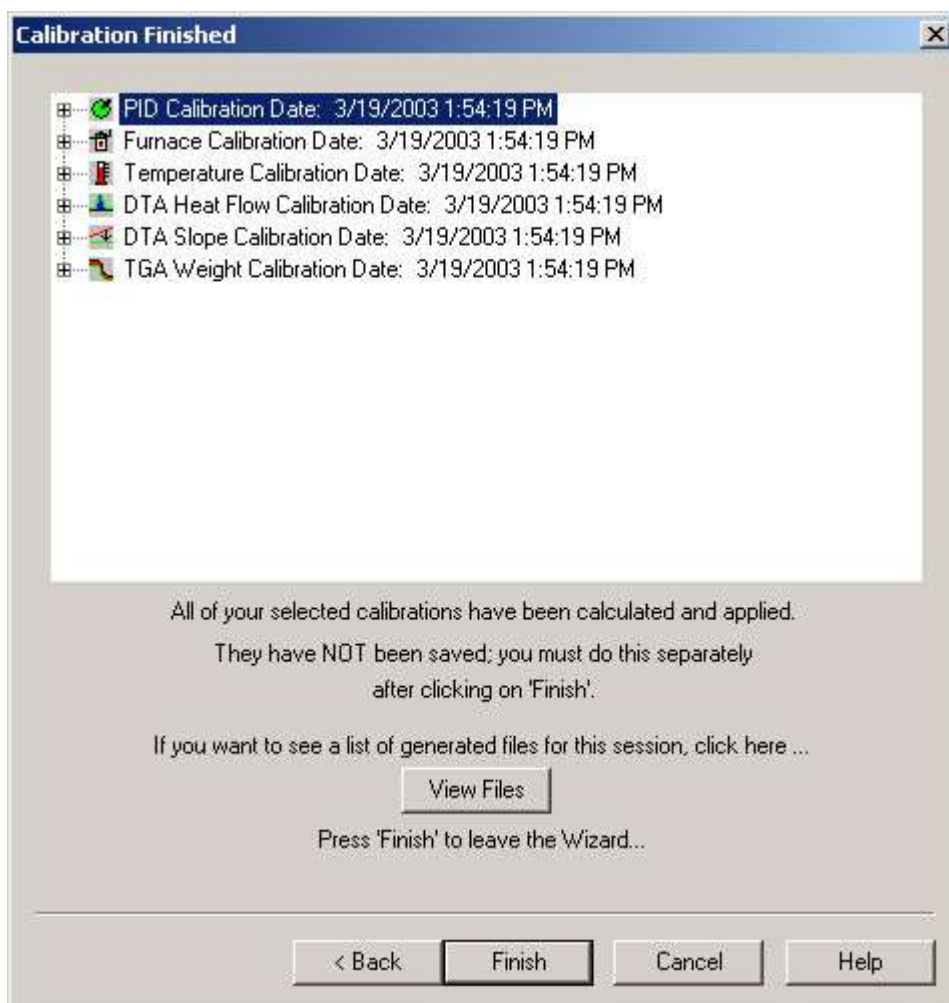 Calibration Finished
PID Calibration Date: 3/19/2003 1:54:19 PM
Furnace Calibration Date: 3/19/2003 1:54:19 PM
Temperature Calibration Date: 3/19/2003 1:54:19 PM
DTA Heat Flow Calibration Date: 3/19/2003 1:54:19 PM
DTA Slope Calibration Date: 3/19/2003 1:54:19 PM
TGA Weight Calibration Date: 3/19/2003 1:54:19 PM
All of your selected calibrations have been calculated and applied.
They have NOT been saved; you must do this separately
after clicking on 'Finish'.
If you want to see a list of generated files for this session, click here ...
View Files
Press 'Finish' to leave the Wizard...
< Back Finish Cancel Help